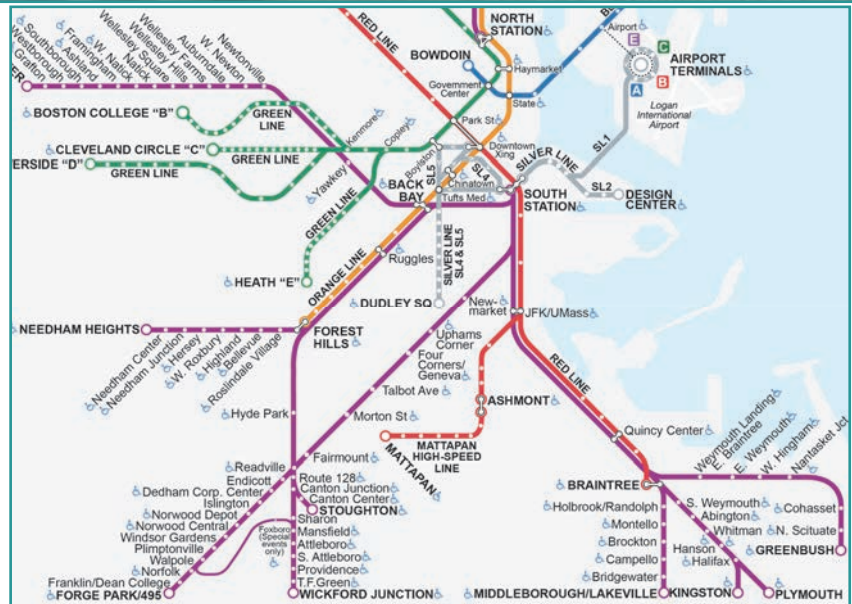 Grafton
Westborough
Southborough
Ashland
Framingham
W. Natick
Natick
Wellesley Square
Wellesley Hills
Wellesley Farms
Auburndale
W. Newton
Newtonville
RED LINE
NORTH
STATION
BOWDOIN
Airport
E
C
B
A
AIRPORT
TERMINALS
Logan
International
Airport
Haymarket
Government
Center
State
Park St
BOSTON COLLEGE "B"
GREEN
LINE
Kenmore
Copley
CLEVELAND CIRCLE "C"
GREEN LINE
ERSIDE "D"
GREEN LINE
Yawkey
Boylston
Downtown
Xing
SL5
SL4
Chinatown
Tufts Med
BACK
BAY
SILVER LINE
SL1
SL2
SOUTH
STATION
DESIGN
CENTER
GREEN LINE
HEATH "E"
ORANGE LINE
Ruggles
SILVER LINE
SL4 & SL5
DUDLEY SQ
NEEDHAM HEIGHTS
Needham Center
Needham Junction
Hersey
W. Roxbury
Highland
Bellevue
Roslindale Village
FOREST
HILLS
New-
market
JFK/UMass
Uphams
Corner
Four
Corners/
Geneva
Talbot Ave
Morton St
Hyde Park
Fairmount
ASHMONT
MATTAPAN
HIGH-SPEED
LINE
MATTAPAN
RED LINE
Quincy Center
BRAINTREE
Weymouth Landing
E. Braintree
E. Weymouth
W. Hingham
Nantasket Jct
Cohasset
N. Scituate
GREENBUSH
Readville
Endicott
Dedham Corp. Center
Islington
Norwood Depot
Norwood Central
Windsor Gardens
Plimptonville
Walpole
Norfolk
Franklin/Dean College
FORGE PARK/495
Route 128
Canton Junction
Canton Center
STOUGHTON
Foxboro
(Special
events
only)
Sharon
Mansfield
Attleboro
S. Attleboro
Providence
T.F.Green
WICKFORD JUNCTION
Holbrook/Randolph
Montello
Brockton
Campello
Bridgewater
MIDDLEBOROUGH/LAKEVILLE
S. Weymouth
Abington
Whitman
Hanson
Halifax
KINGSTON
PLYMOUTH